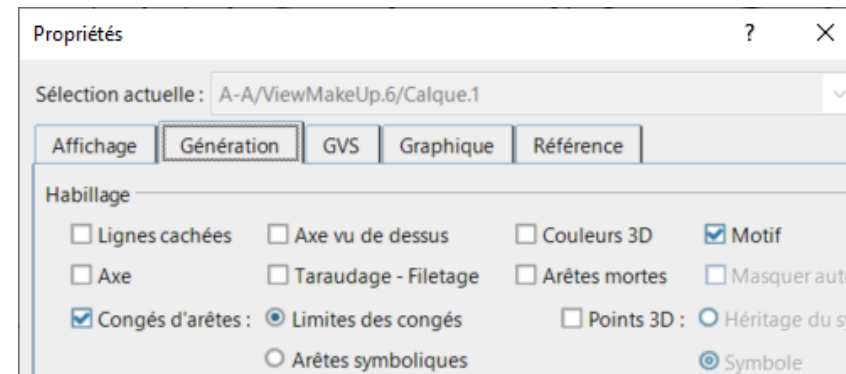 Propriétés ? ×
Sélection actuelle : A-A/ViewMakeUp.6/Calque.1
Affichage Génération GVS Graphique Référence
Habillage
Lignes cachées Axe vu de dessus Couleurs 3D Motif
Axe Taraudage - Filetage Arêtes mortes Masquer aut
Congés d'arêtes : Limites des congés Points 3D : Héritage du s
Arêtes symboliques Symbole